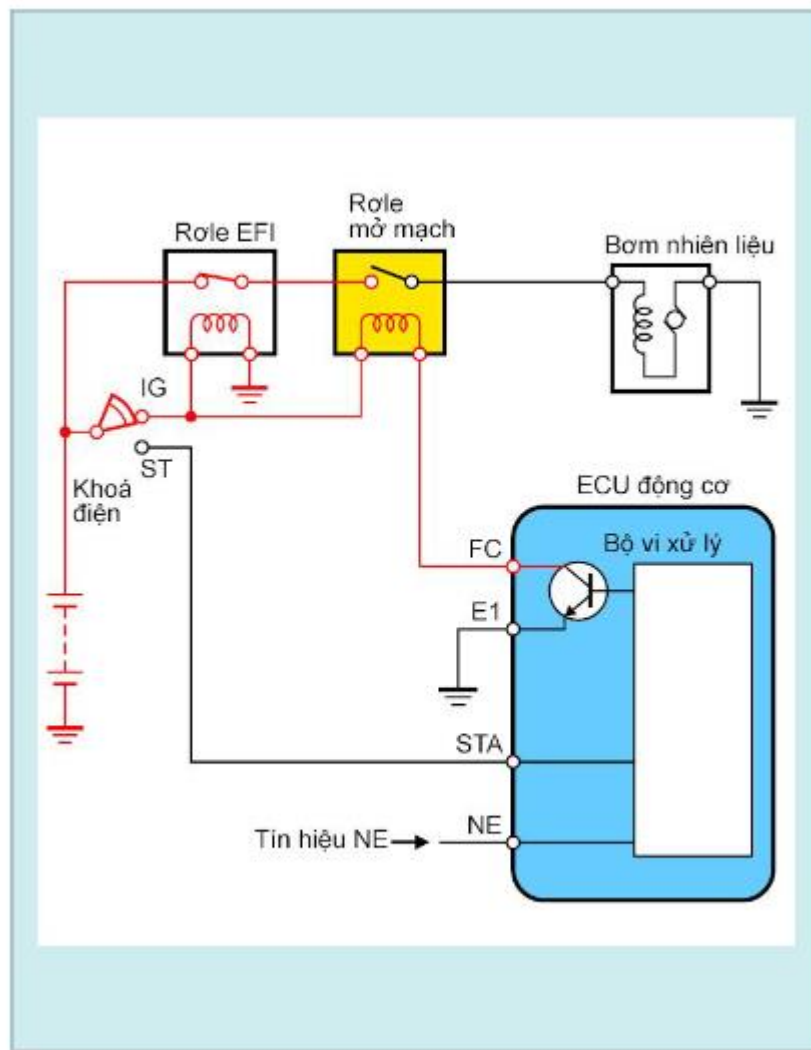 Rơle EFI
Rơle
mở mạch
Bơm nhiên liệu
IG
ST
Khoá
điện
ECU động cơ
Bộ vi xử lý
FC
E1
STA
NE
Tín hiệu NE